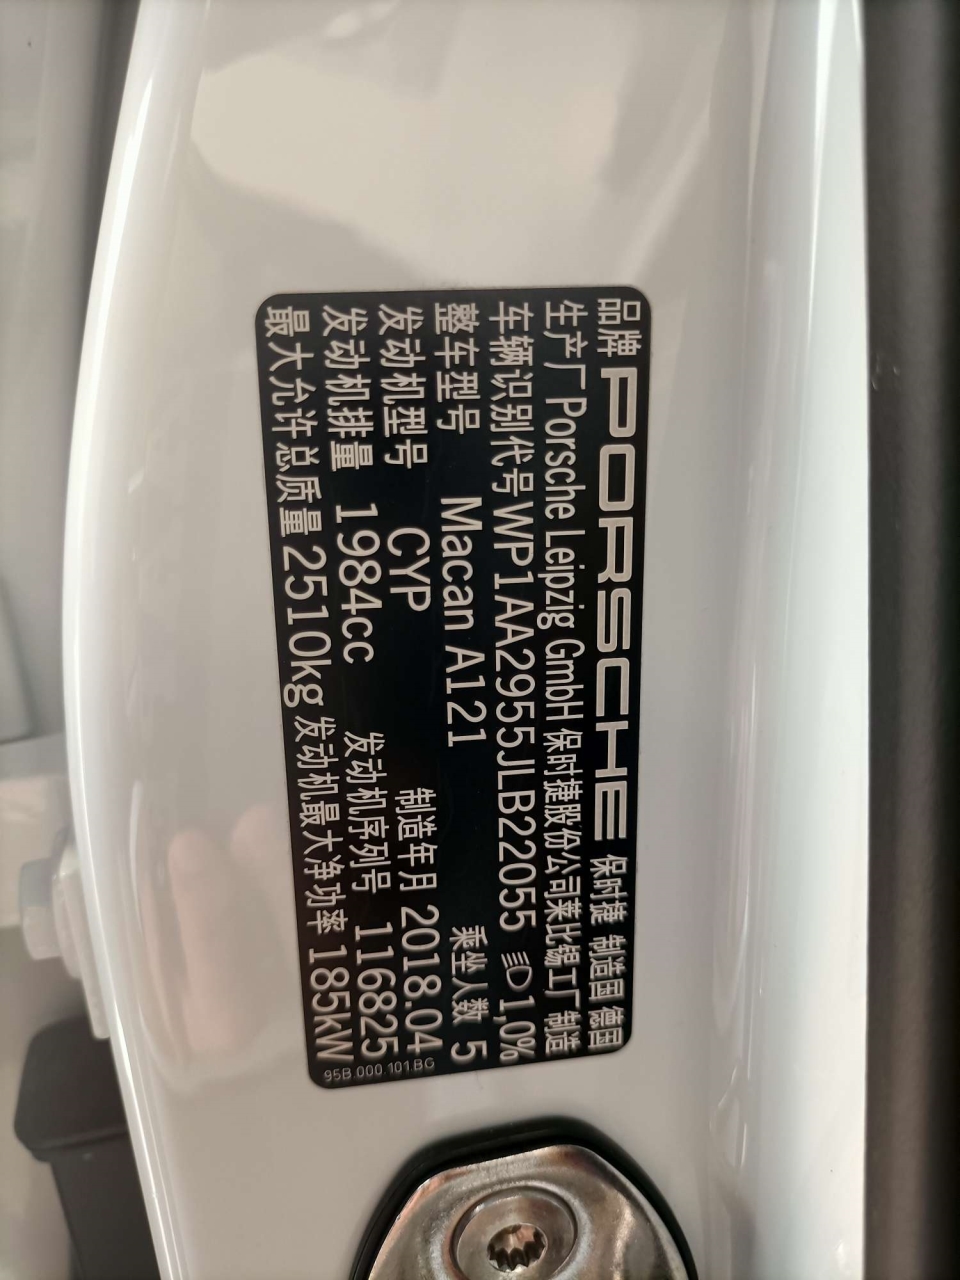 品牌 PORSCHE 保时捷 制造国 德国
生产厂 Porsche Leipzig GmbH 保时捷股份公司莱比锡工厂制造
车辆识别代号 WP1AA2955JLB22055 1,0%
整车型号 Macan A121 乘坐人数 5
发动机型号 CYP 制造年月 2018.04
发动机排量 1984cc 发动机序列号 116825
最大允许总质量 2510kg 发动机最大净功率 185kW
95B.000.101.BG